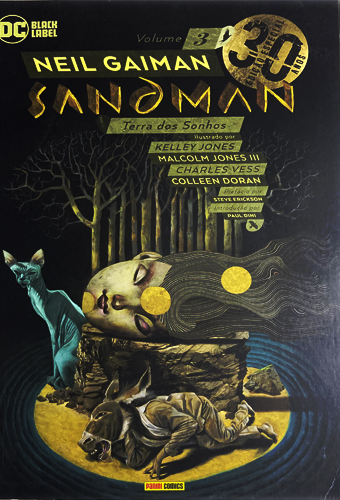 DC BLACK
LABEL
Volume 3
30
ANOS
NEIL GAIMAN
SANDMAN
Terra dos Sonhos
ilustrado por
KELLEY JONES
MALCOLM JONES III
CHARLES VESS
COLLEEN DORAN
Prefácio por
STEVE ERICKSON
introdução por
PAUL DINI
PANINI COMICS